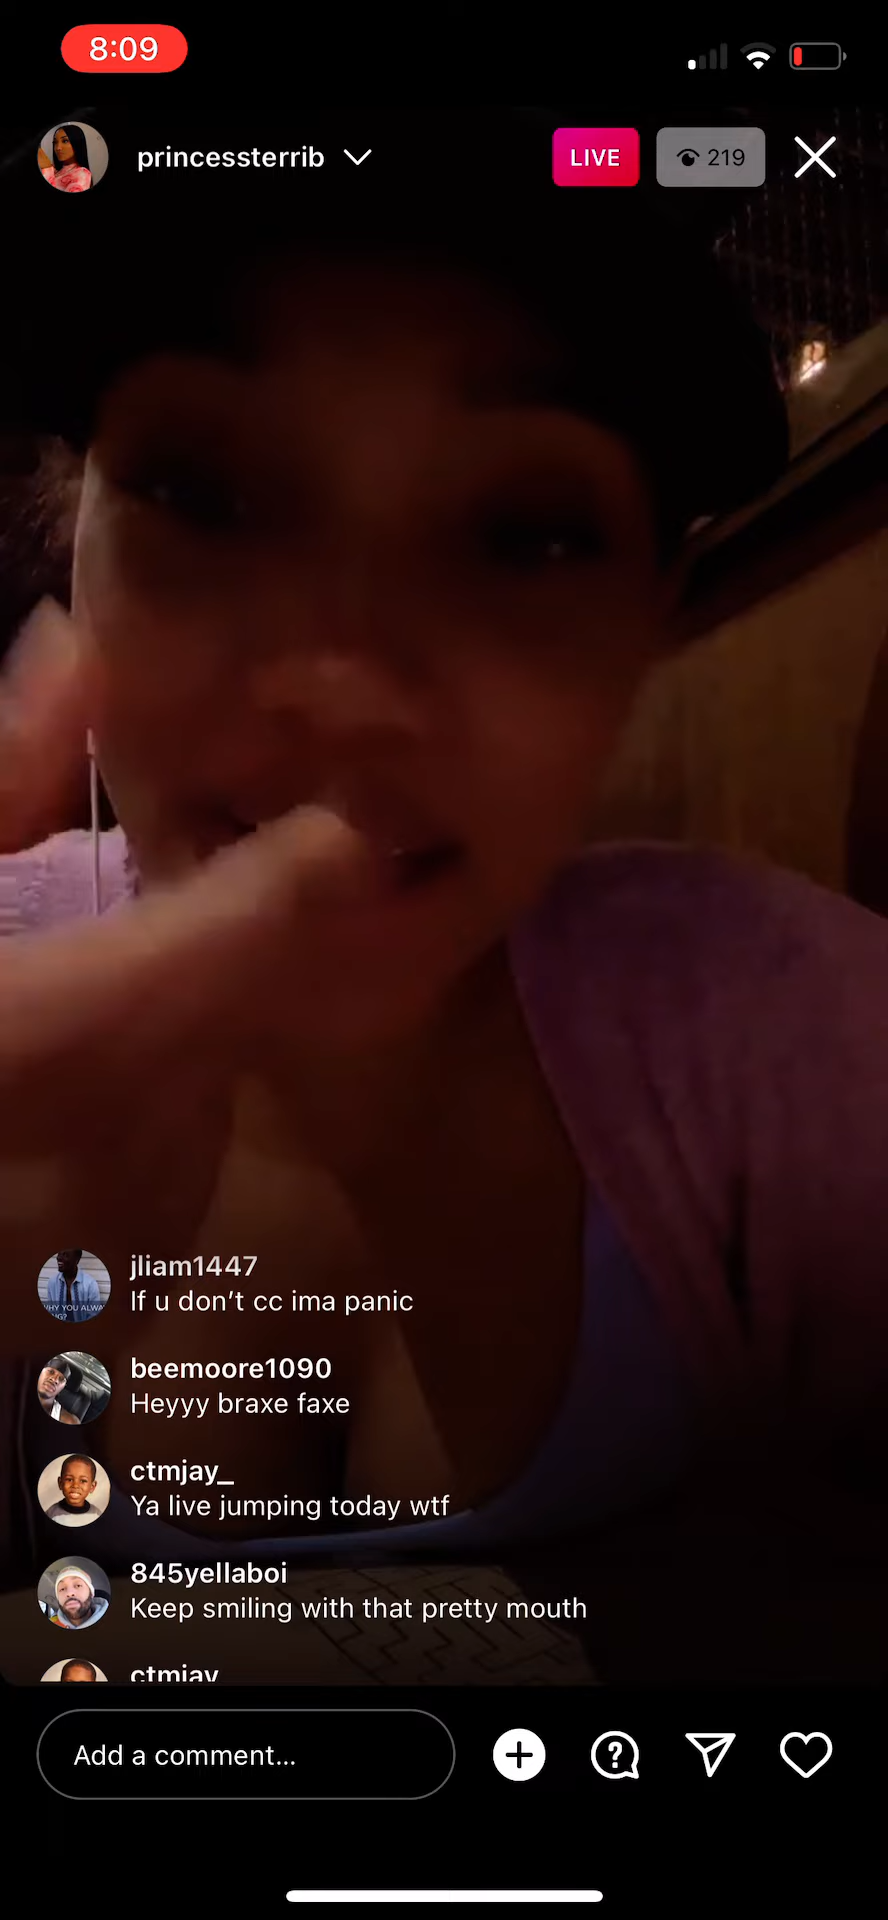 8:09
princessterrib
LIVE
219
jliam1447
If u don’t cc ima panic
beemoore1090
Heyyy braxe faxe
ctmjay_
Ya live jumping today wtf
845yellaboi
Keep smiling with that pretty mouth
ctmjay
Add a comment...